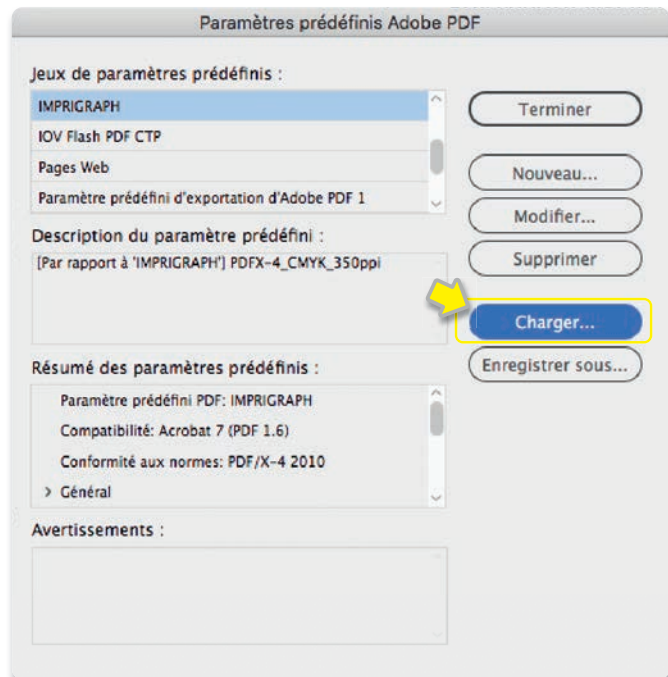 Paramètres prédéfinis Adobe PDF
Jeux de paramètres prédéfinis :
IMPRIGRAPH
IOV Flash PDF CTP
Pages Web
Paramètre prédéfini d'exportation d'Adobe PDF 1
Description du paramètre prédéfini :
[Par rapport à 'IMPRIGRAPH'] PDFX-4_CMYK_350ppi
Résumé des paramètres prédéfinis :
Paramètre prédéfini PDF: IMPRIGRAPH
Compatibilité: Acrobat 7 (PDF 1.6)
Conformité aux normes: PDF/X-4 2010
> Général
Avertissements :
Terminer
Nouveau...
Modifier...
Supprimer
Charger...
Enregistrer sous...